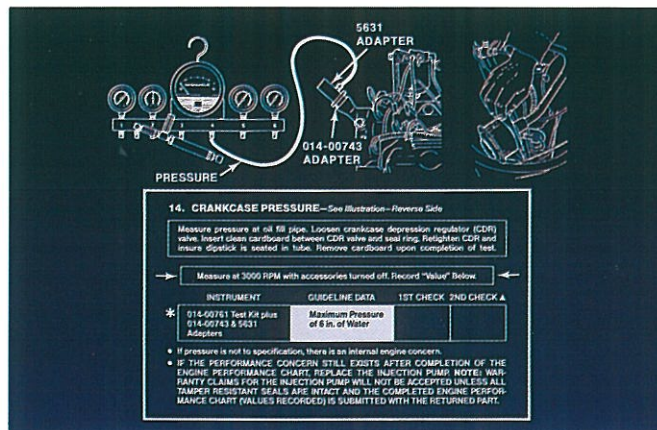 5631
ADAPTER
014-00743
ADAPTER
PRESSURE
14. CRANKCASE PRESSURE—See Illustration—Reverse Side
Measure pressure at oil fill pipe. Loosen crankcase depression regulator (CDR)
valve. Insert clean cardboard between CDR valve and seal ring. Retighten CDR and
insure dipstick is seated in tube. Remove cardboard upon completion of test.
Measure at 3000 RPM with accessories turned off. Record "Value" Below.
INSTRUMENT GUIDELINE DATA 1ST CHECK 2ND CHECK ▲
* 014-00761 Test Kit plus
014-00743 & 5631
Adapters
Maximum Pressure
of 6 in. of Water
• If pressure is not to specification, there is an internal engine concern.
• IF THE PERFORMANCE CONCERN STILL EXISTS AFTER COMPLETION OF THE
ENGINE PERFORMANCE CHART, REPLACE THE INJECTION PUMP. NOTE: WAR-
RANTY CLAIMS FOR THE INJECTION PUMP WILL NOT BE ACCEPTED UNLESS ALL
TAMPER RESISTANT SEALS ARE INTACT AND THE COMPLETED ENGINE PERFOR-
MANCE CHART (VALUES RECORDED) IS SUBMITTED WITH THE RETURNED PART.